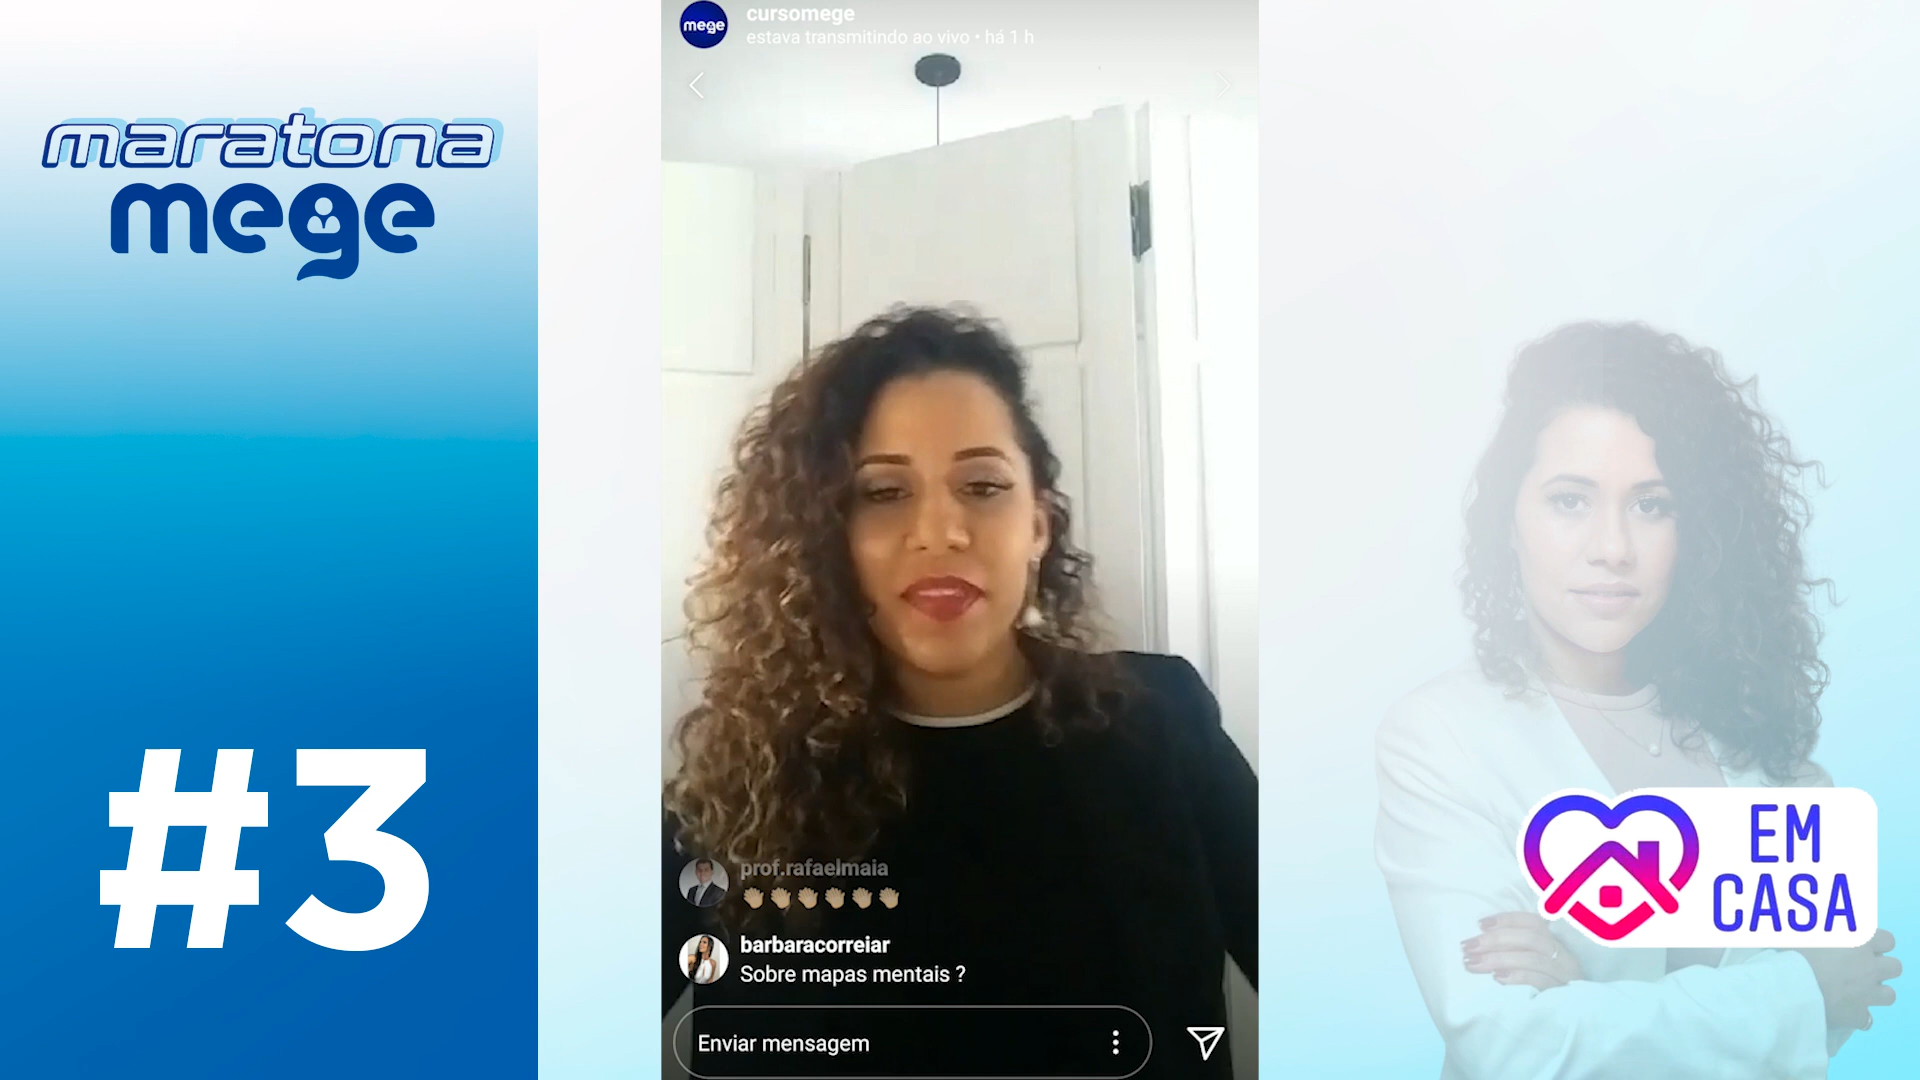 maratona
mege
#3
mege
cursomege
estava transmitindo ao vivo • há 1 h
prof.rafaelmaia
👏🏼👏🏼👏🏼👏🏼👏🏼👏🏼
barbaracorreiar
Sobre mapas mentais ?
Enviar mensagem
EM
CASA